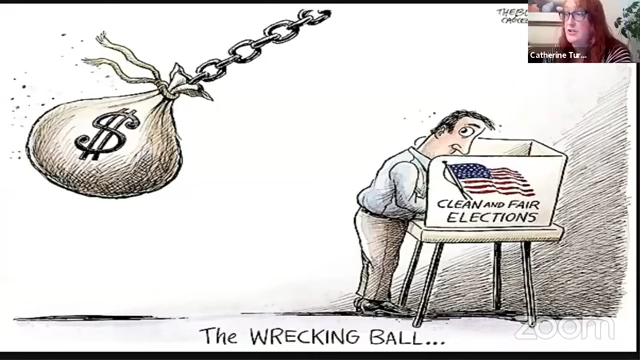 $
CLEAN AND FAIR
ELECTIONS
The WRECKING BALL...
Catherine Tur...
zoom